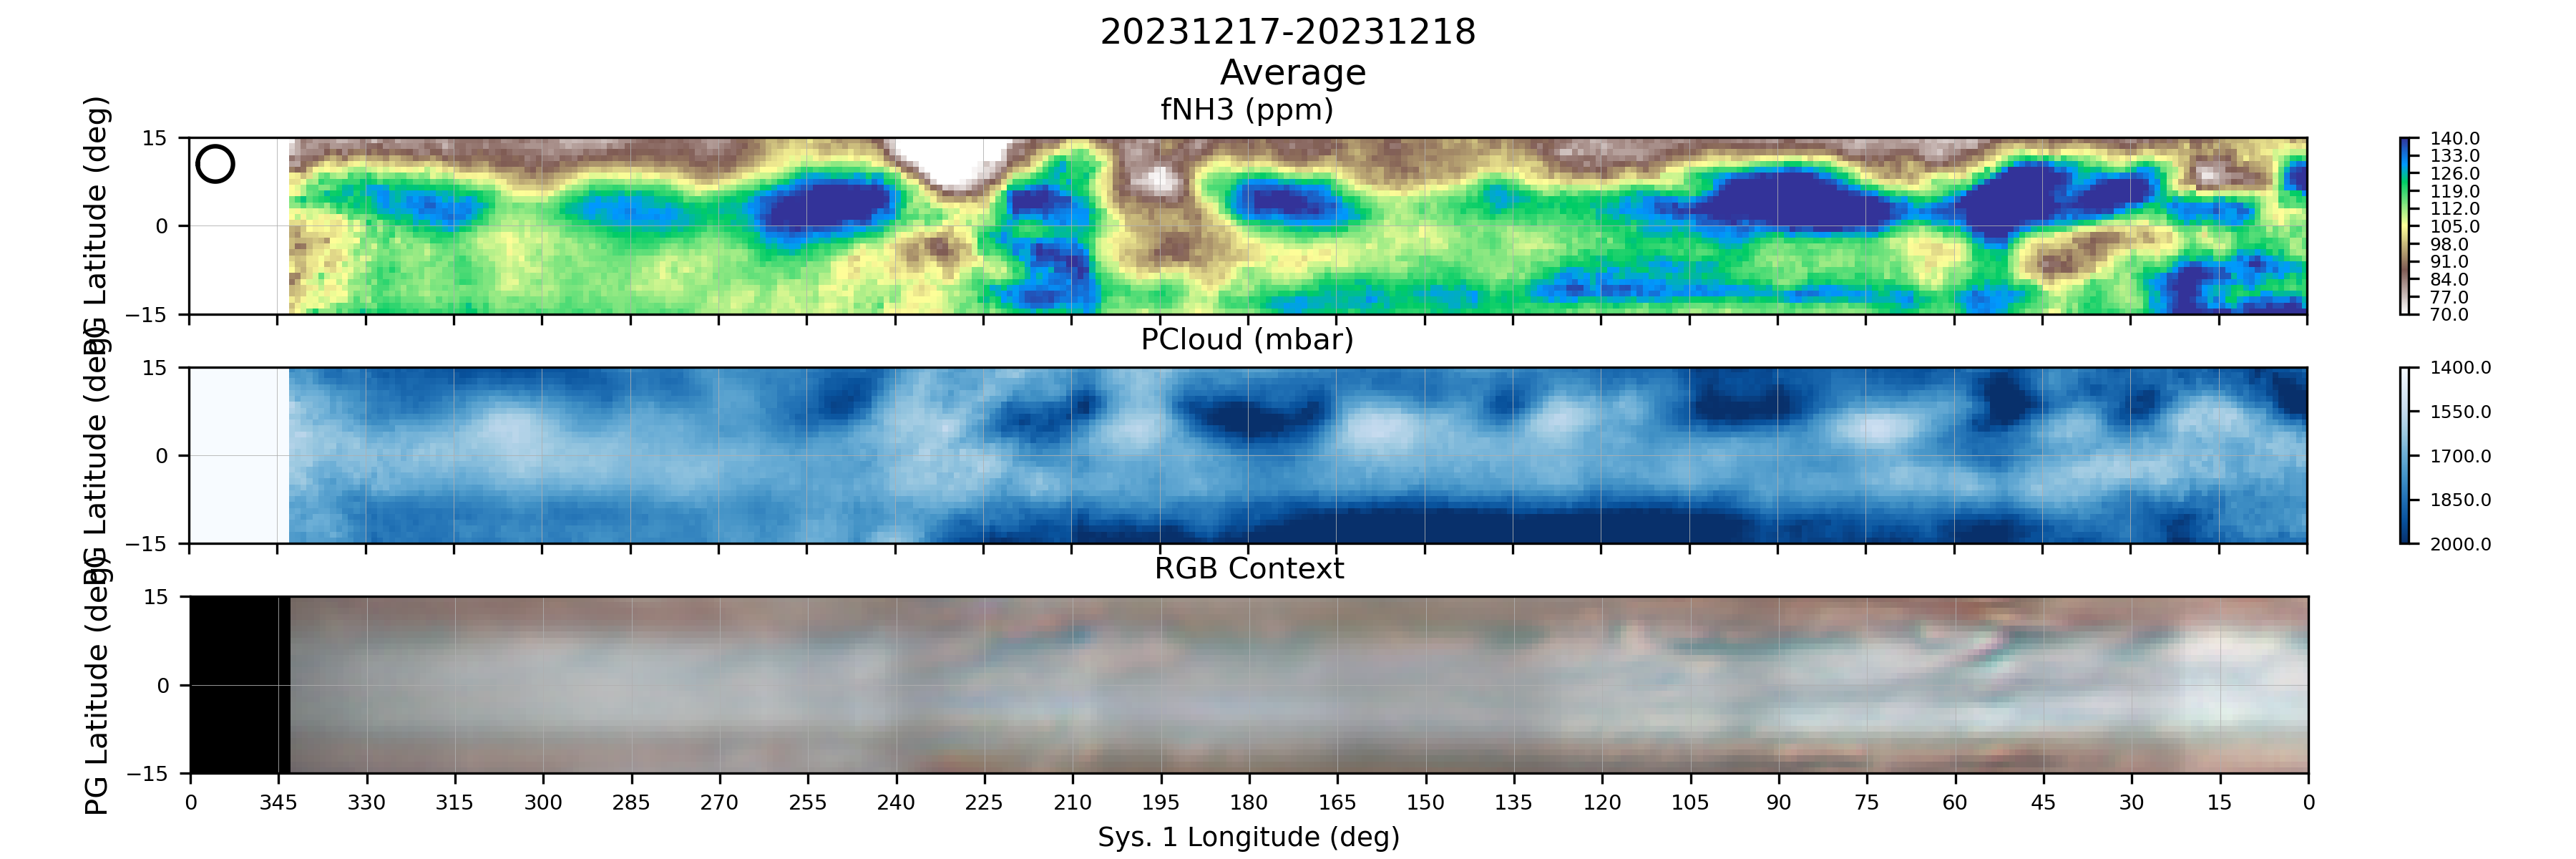 20231217-20231218
Average
fNH3 (ppm)
PG Latitude (deg)
15
0
−15
140.0
133.0
126.0
119.0
112.0
105.0
98.0
91.0
84.0
77.0
70.0
PCloud (mbar)
PG Latitude (deg)
15
0
−15
1400.0
1550.0
1700.0
1850.0
2000.0
RGB Context
PG Latitude (deg)
15
0
−15
0 345 330 315 300 285 270 255 240 225 210 195 180 165 150 135 120 105 90 75 60 45 30 15 0
Sys. 1 Longitude (deg)